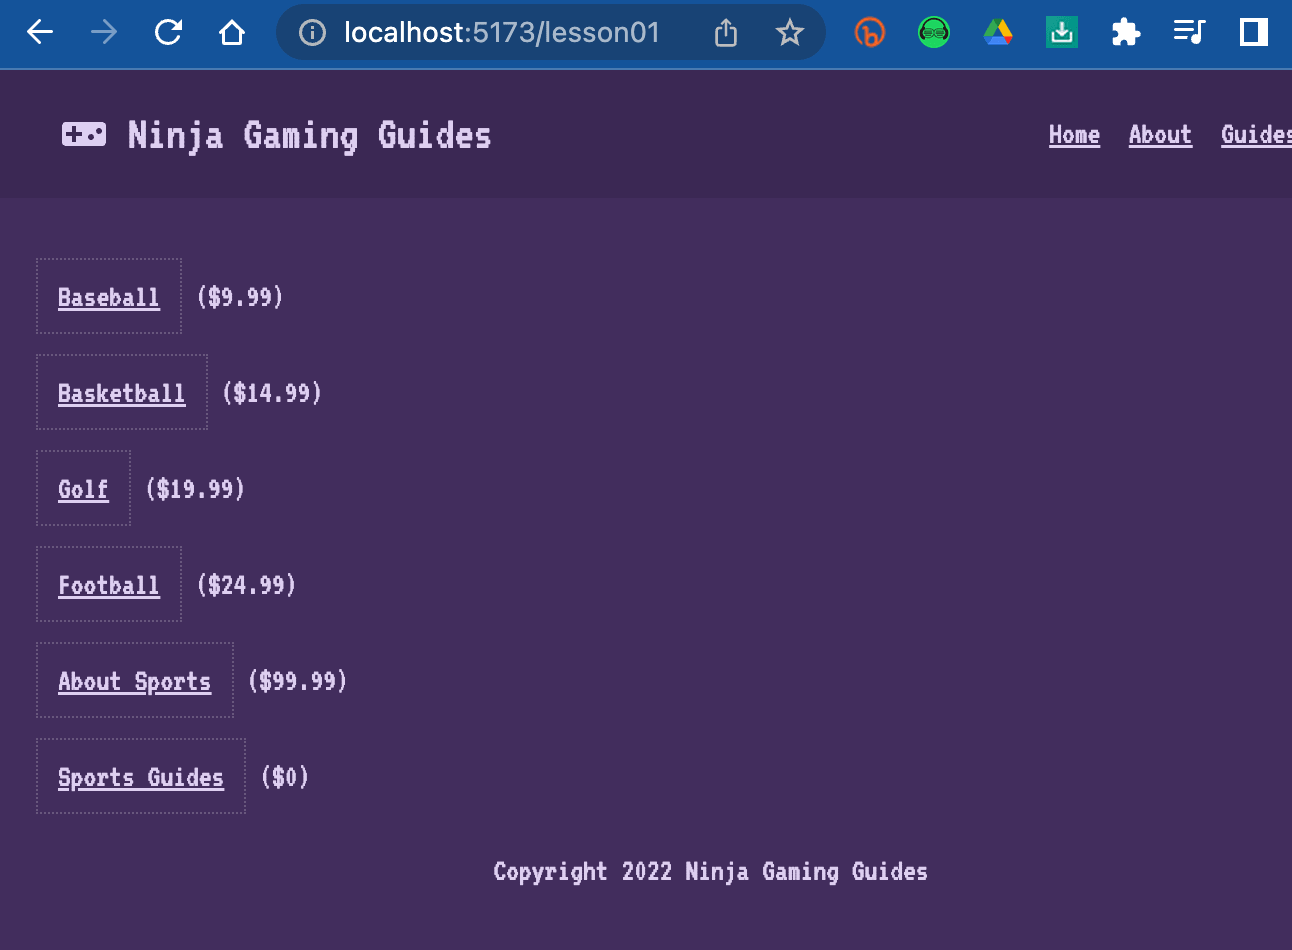 localhost:5173/lesson01
Ninja Gaming Guides
Home About Guides
Baseball ($9.99)
Basketball ($14.99)
Golf ($19.99)
Football ($24.99)
About Sports ($99.99)
Sports Guides ($0)
Copyright 2022 Ninja Gaming Guides